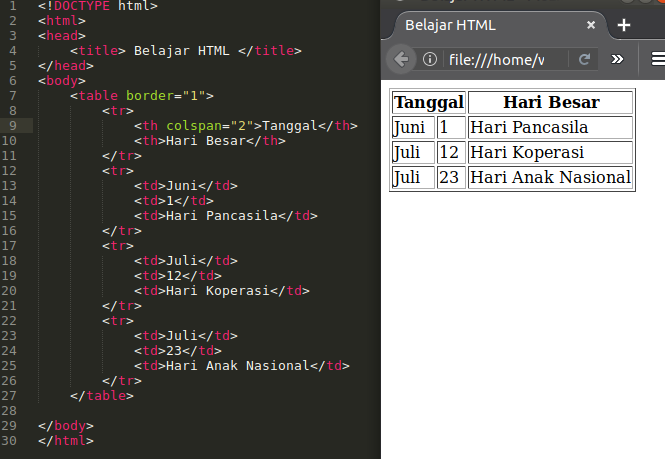 1 <!DOCTYPE html>
2 <html>
3 <head>
4     <title> Belajar HTML </title>
5 </head>
6 <body>
7     <table border="1">
8         <tr>
9             <th colspan="2">Tanggal</th>
10             <th>Hari Besar</th>
11         </tr>
12         <tr>
13             <td>Juni</td>
14             <td>1</td>
15             <td>Hari Pancasila</td>
16         </tr>
17         <tr>
18             <td>Juli</td>
19             <td>12</td>
20             <td>Hari Koperasi</td>
21         </tr>
22         <tr>
23             <td>Juli</td>
24             <td>23</td>
25             <td>Hari Anak Nasional</td>
26         </tr>
27     </table>
28
29 </body>
30 </html>
Belajar HTML
file:///home/v
Tanggal Hari Besar
Juni 1 Hari Pancasila
Juli 12 Hari Koperasi
Juli 23 Hari Anak Nasional